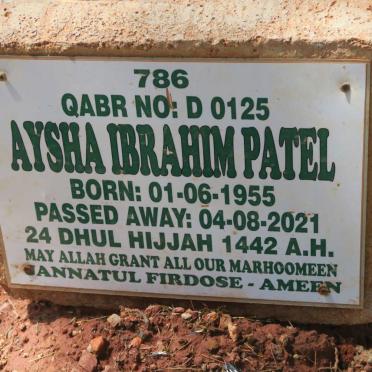 786
QABR NO: D 0125
AYSHA IBRAHIM PATEL
BORN: 01-06-1955
PASSED AWAY: 04-08-2021
24 DHUL HIJJAH 1442 A.H.
MAY ALLAH GRANT ALL OUR MARHOOMEEN
JANNATUL FIRDOSE - AMEEN